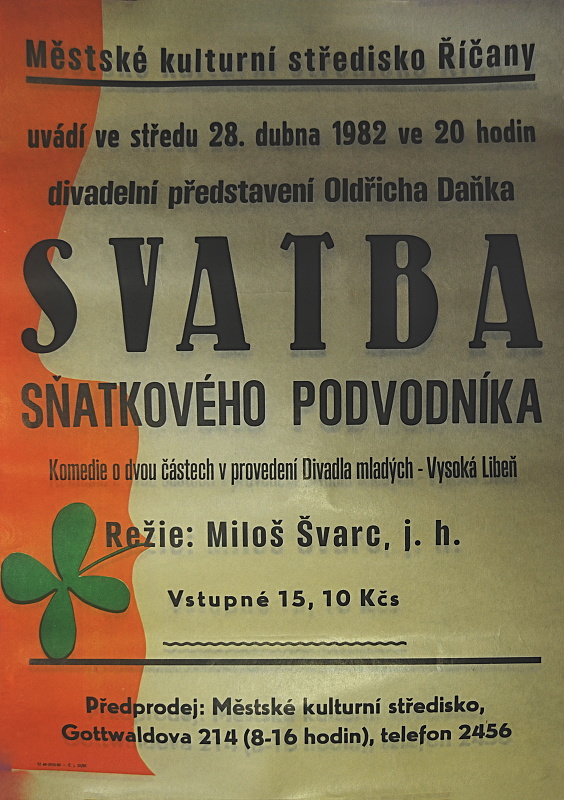 Městské kulturní středisko Říčany
uvádí ve středu 28. dubna 1982 ve 20 hodin
divadelní představení Oldřicha Daňka
SVATBA
SŇATKOVÉHO PODVODNÍKA
Komedie o dvou částech v provedení Divadla mladých - Vysoká Libeň
Režie: Miloš Švarc, j. h.
Vstupné 15, 10 Kčs
Předprodej: Městské kulturní středisko,
Gottwaldova 214 (8-16 hodin), telefon 2456